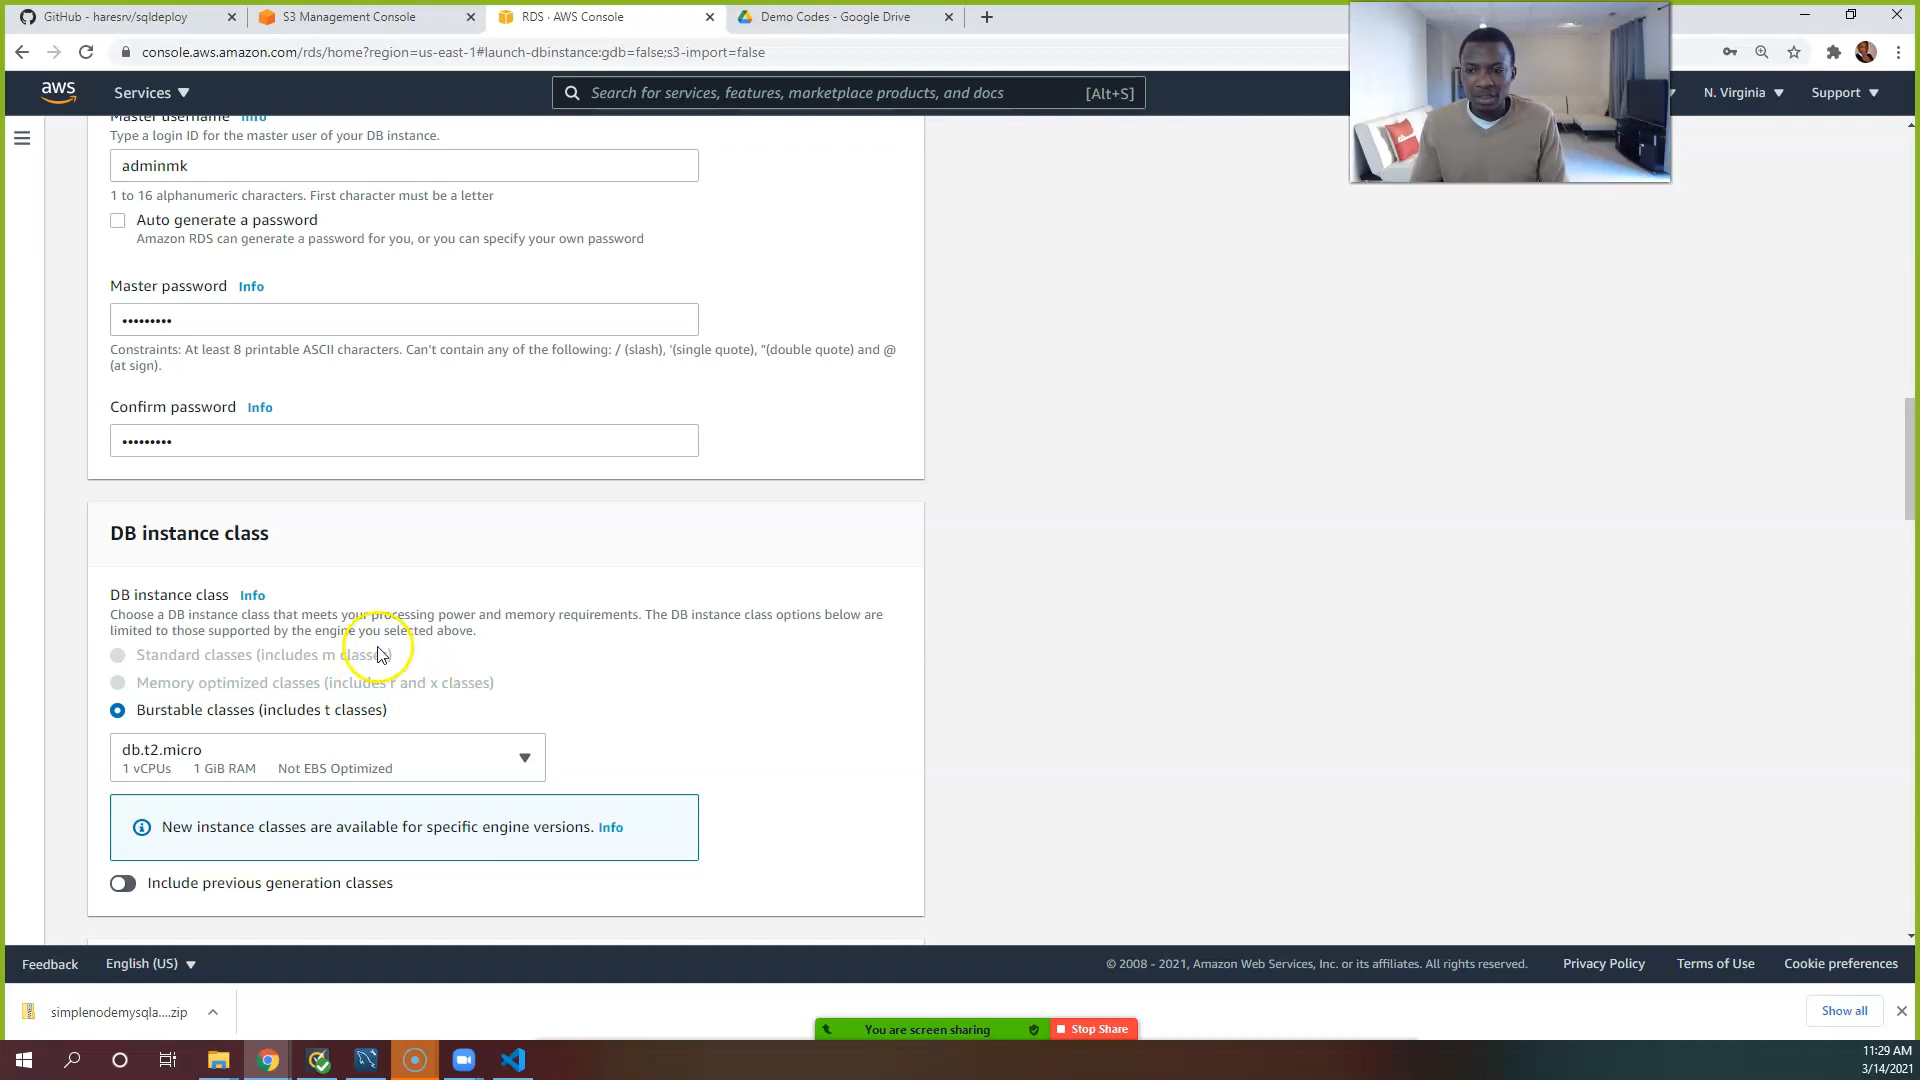 GitHub - haresrv/sqldeploy
S3 Management Console
RDS · AWS Console
Demo Codes - Google Drive
console.aws.amazon.com/rds/home?region=us-east-1#launch-dbinstance:gdb=false;s3-import=false
aws
Services
Search for services, features, marketplace products, and docs
[Alt+S]
N. Virginia
Support
Master username Info
Type a login ID for the master user of your DB instance.
adminmk
1 to 16 alphanumeric characters. First character must be a letter
Auto generate a password
Amazon RDS can generate a password for you, or you can specify your own password
Master password Info
•••••••••
Constraints: At least 8 printable ASCII characters. Can't contain any of the following: / (slash), '(single quote), "(double quote) and @
(at sign).
Confirm password Info
•••••••••
DB instance class
DB instance class Info
Choose a DB instance class that meets your processing power and memory requirements. The DB instance class options below are
limited to those supported by the engine you selected above.
Standard classes (includes m classes)
Memory optimized classes (includes r and x classes)
Burstable classes (includes t classes)
db.t2.micro
1 vCPUs 1 GiB RAM Not EBS Optimized
New instance classes are available for specific engine versions. Info
Include previous generation classes
Feedback
English (US)
© 2008 - 2021, Amazon Web Services, Inc. or its affiliates. All rights reserved.
Privacy Policy
Terms of Use
Cookie preferences
simplenodemysqla....zip
Show all
You are screen sharing
Stop Share
11:29 AM
3/14/2021